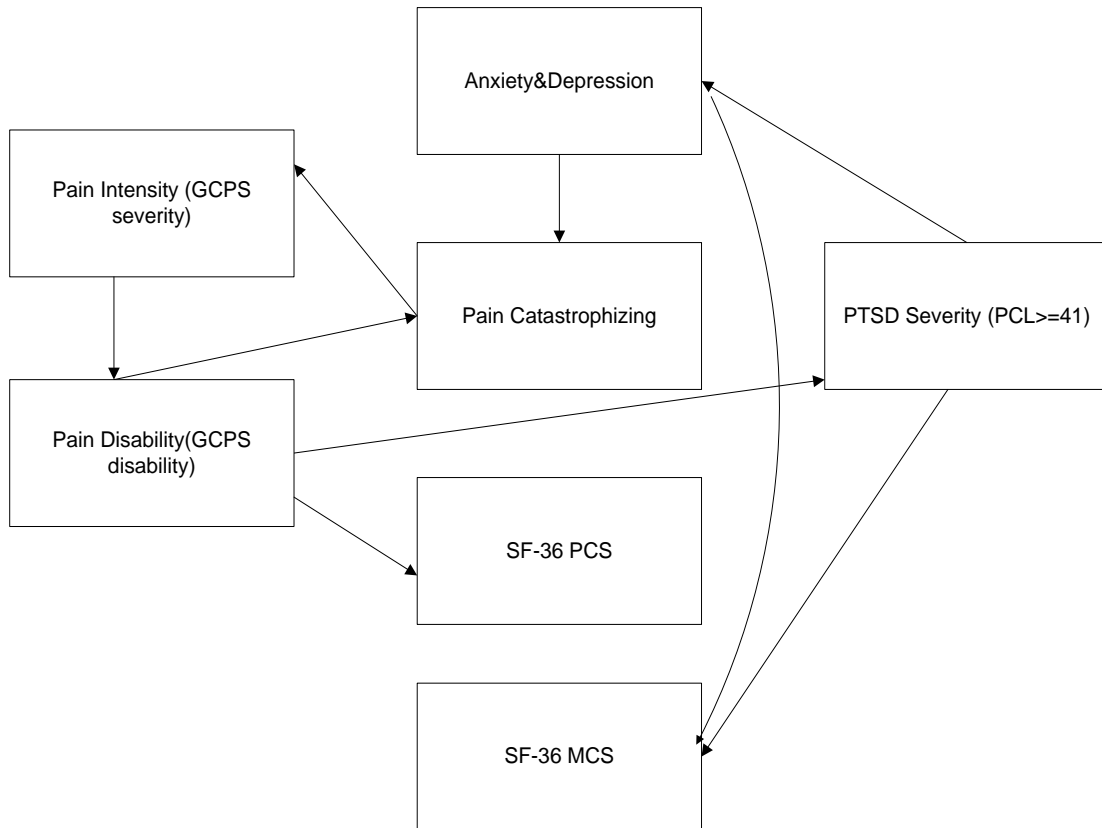 Anxiety&Depression
Pain Intensity (GCPS
severity)
Pain Catastrophizing
PTSD Severity (PCL>=41)
Pain Disability(GCPS
disability)
SF-36 PCS
SF-36 MCS